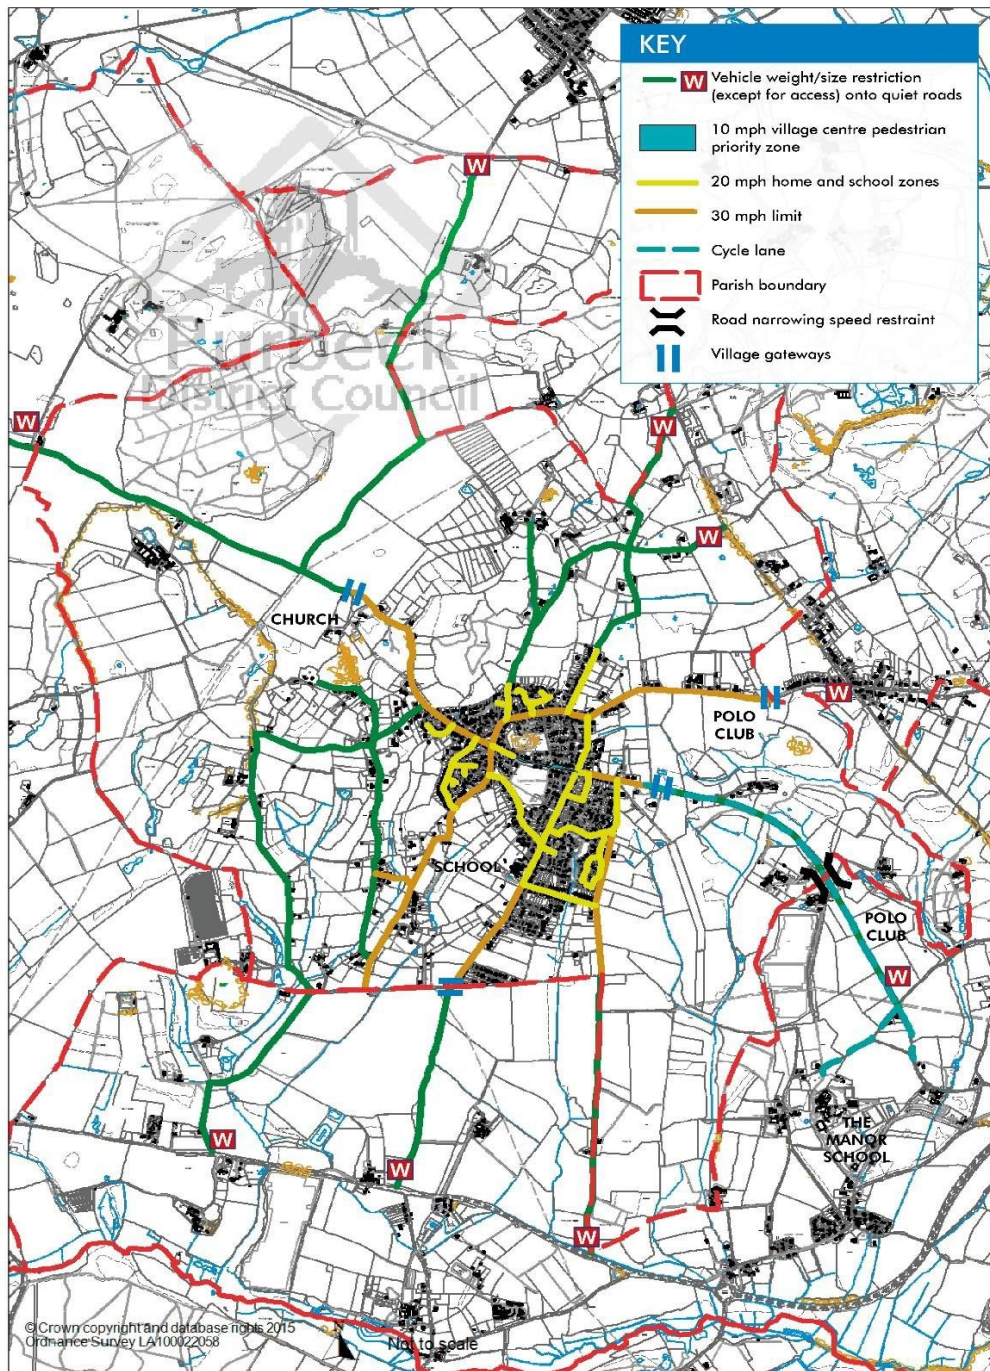 KEY
W Vehicle weight/size restriction
(except for access) onto quiet roads
10 mph village centre pedestrian
priority zone
20 mph home and school zones
30 mph limit
Cycle lane
Parish boundary
Road narrowing speed restraint
Village gateways
W
Purbeck
District Council
W
W
W
CHURCH
W
POLO
CLUB
SCHOOL
POLO
CLUB
W
THE
MANOR
SCHOOL
W
W
W
© Crown copyright and database rights 2015
Ordnance Survey LA100022058
N
Not to scale